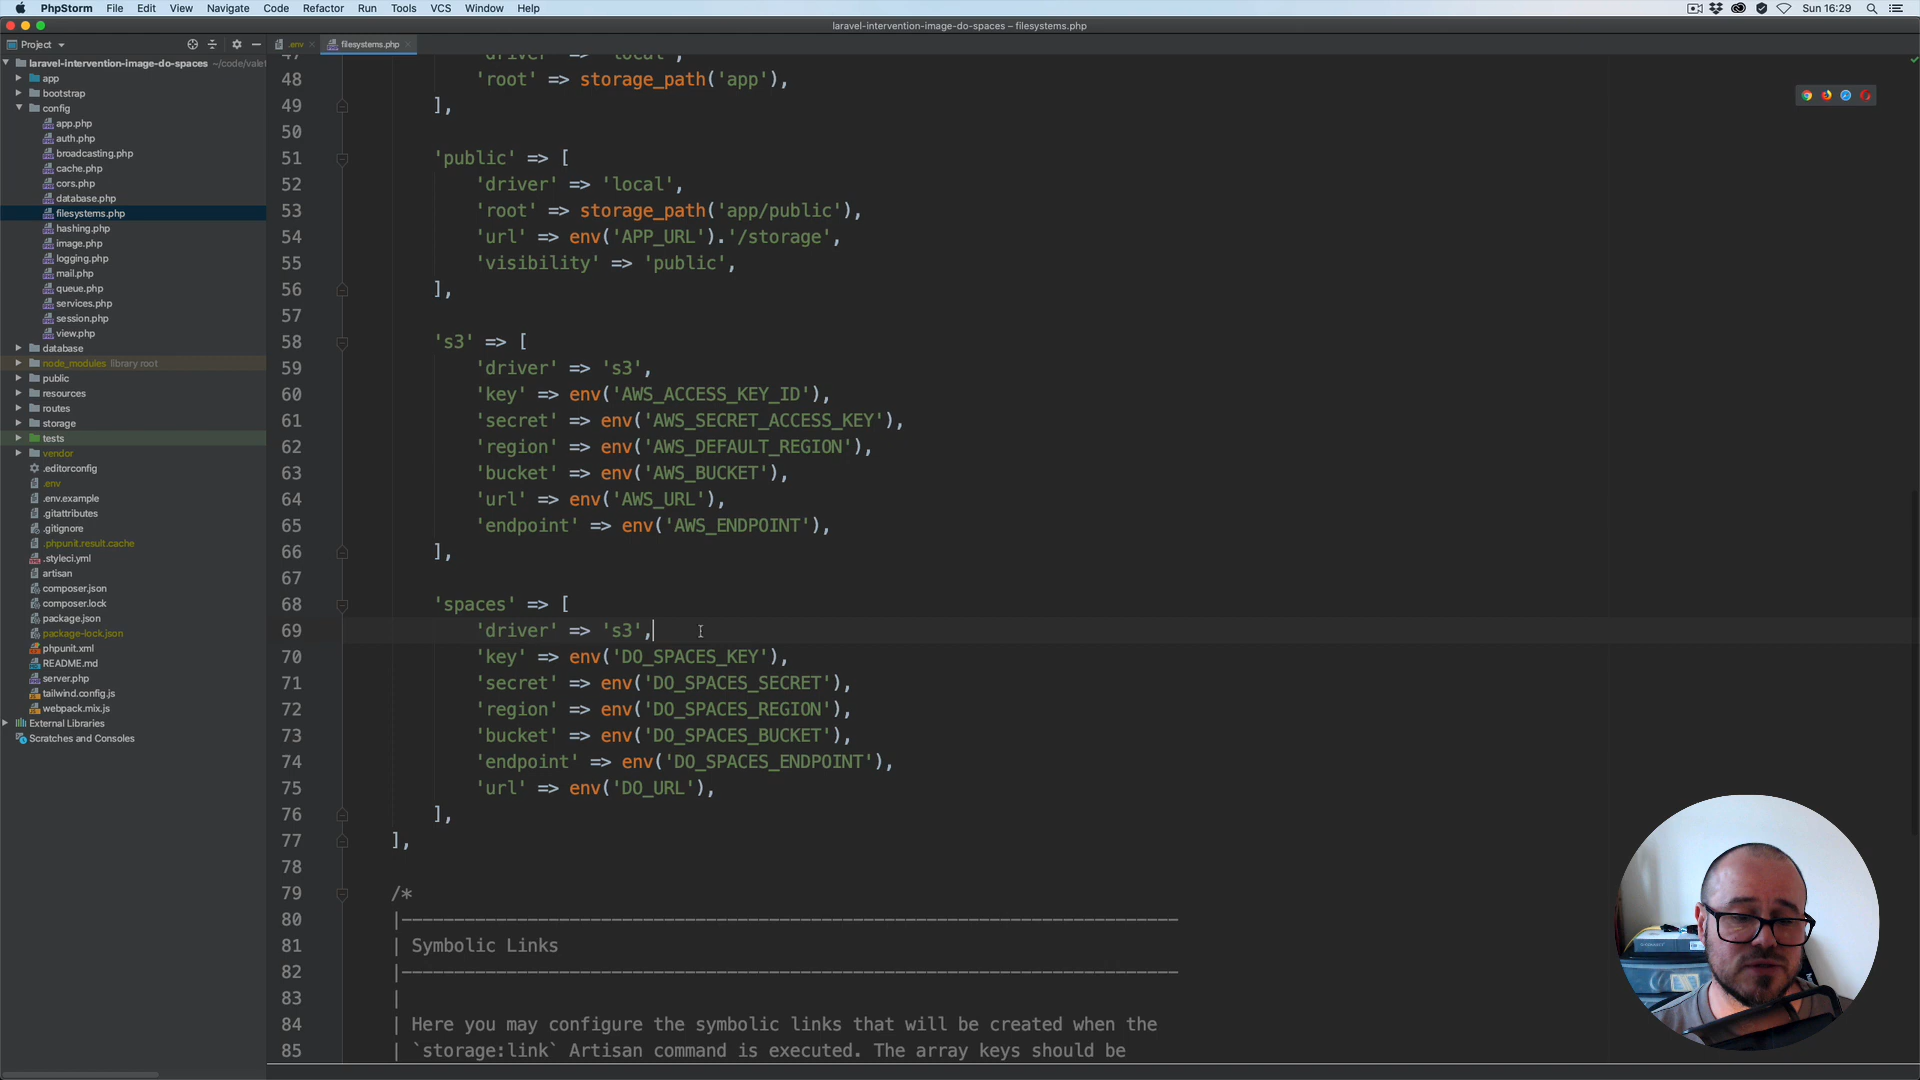 PhpStorm File Edit View Navigate Code Refactor Run Tools VCS Window Help Sun 16:29
laravel-intervention-image-do-spaces – filesystems.php
Project .env filesystems.php
laravel-intervention-image-do-spaces ~/code/valet
app
bootstrap
config
app.php
auth.php
broadcasting.php
cache.php
cors.php
database.php
filesystems.php
hashing.php
image.php
logging.php
mail.php
queue.php
services.php
session.php
view.php
database
node_modules library root
public
resources
routes
storage
tests
vendor
.editorconfig
.env
.env.example
.gitattributes
.gitignore
.phpunit.result.cache
.styleci.yml
artisan
composer.json
composer.lock
package.json
package-lock.json
phpunit.xml
README.md
server.php
tailwind.config.js
webpack.mix.js
External Libraries
Scratches and Consoles
47 'driver' => 'local',
48 'root' => storage_path('app'),
49 ],
50
51 'public' => [
52 'driver' => 'local',
53 'root' => storage_path('app/public'),
54 'url' => env('APP_URL').'/storage',
55 'visibility' => 'public',
56 ],
57
58 's3' => [
59 'driver' => 's3',
60 'key' => env('AWS_ACCESS_KEY_ID'),
61 'secret' => env('AWS_SECRET_ACCESS_KEY'),
62 'region' => env('AWS_DEFAULT_REGION'),
63 'bucket' => env('AWS_BUCKET'),
64 'url' => env('AWS_URL'),
65 'endpoint' => env('AWS_ENDPOINT'),
66 ],
67
68 'spaces' => [
69 'driver' => 's3',
70 'key' => env('DO_SPACES_KEY'),
71 'secret' => env('DO_SPACES_SECRET'),
72 'region' => env('DO_SPACES_REGION'),
73 'bucket' => env('DO_SPACES_BUCKET'),
74 'endpoint' => env('DO_SPACES_ENDPOINT'),
75 'url' => env('DO_URL'),
76 ],
77 ],
78
79 /*
80 |--------------------------------------------------------------------------
81 | Symbolic Links
82 |--------------------------------------------------------------------------
83 |
84 | Here you may configure the symbolic links that will be created when the
85 | `storage:link` Artisan command is executed. The array keys should be